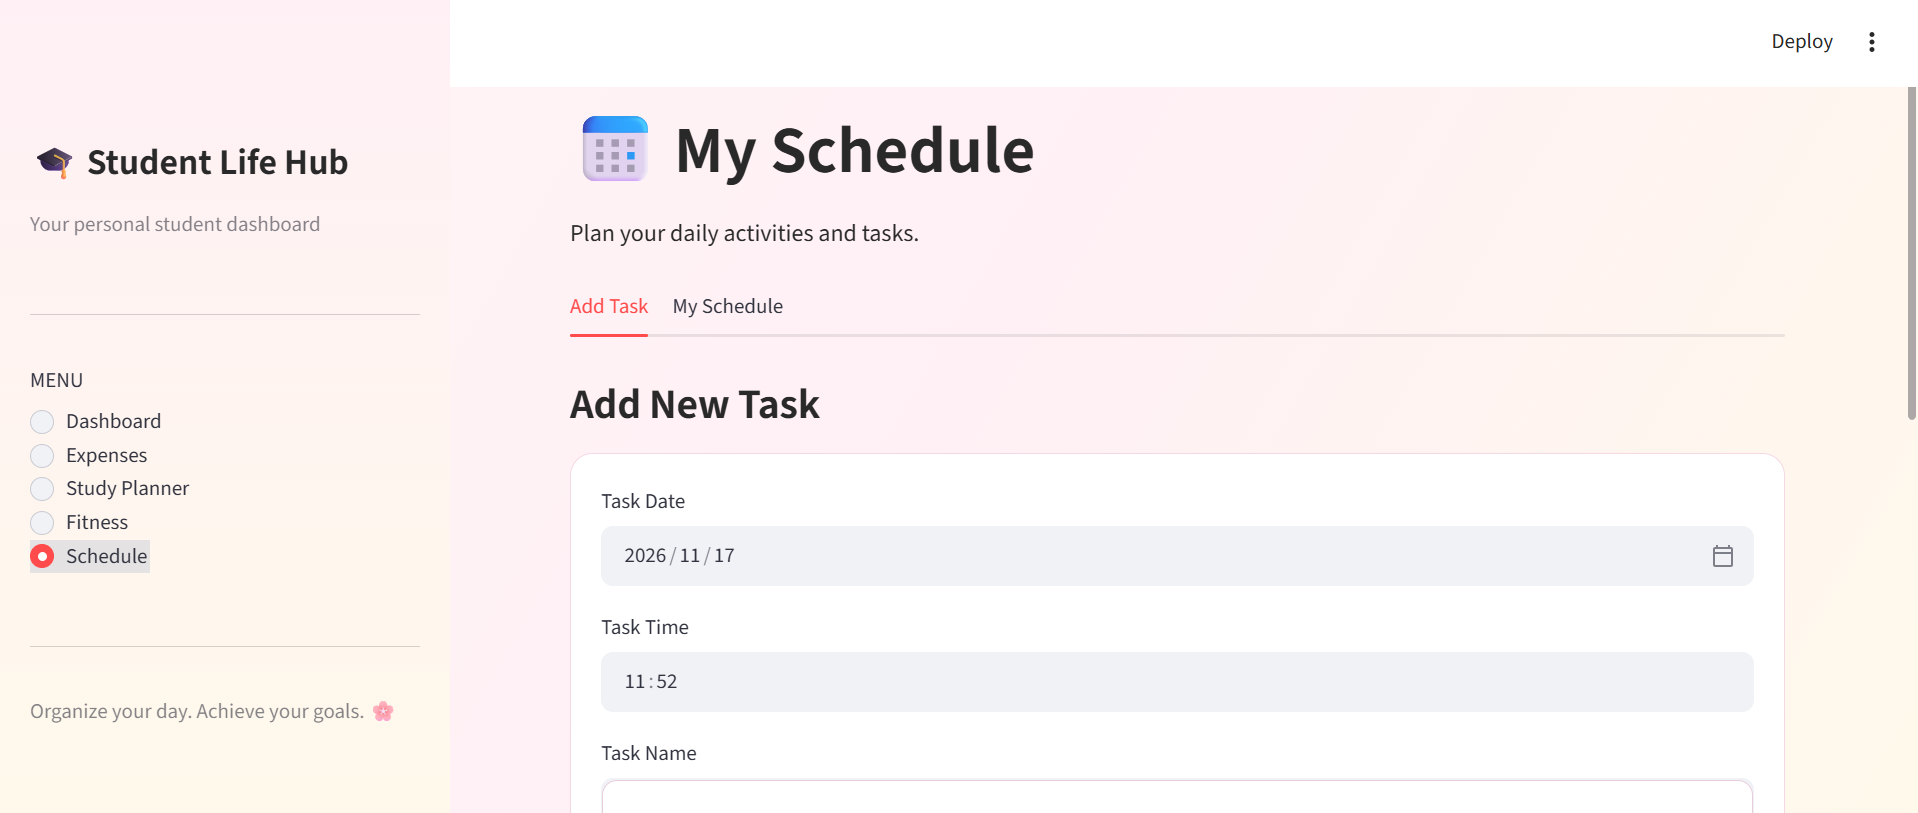 Deploy
Student Life Hub
Your personal student dashboard
MENU
Dashboard
Expenses
Study Planner
Fitness
Schedule
Organize your day. Achieve your goals. 🌸
My Schedule
Plan your daily activities and tasks.
Add Task My Schedule
Add New Task
Task Date
2026/11/17
Task Time
11:52
Task Name